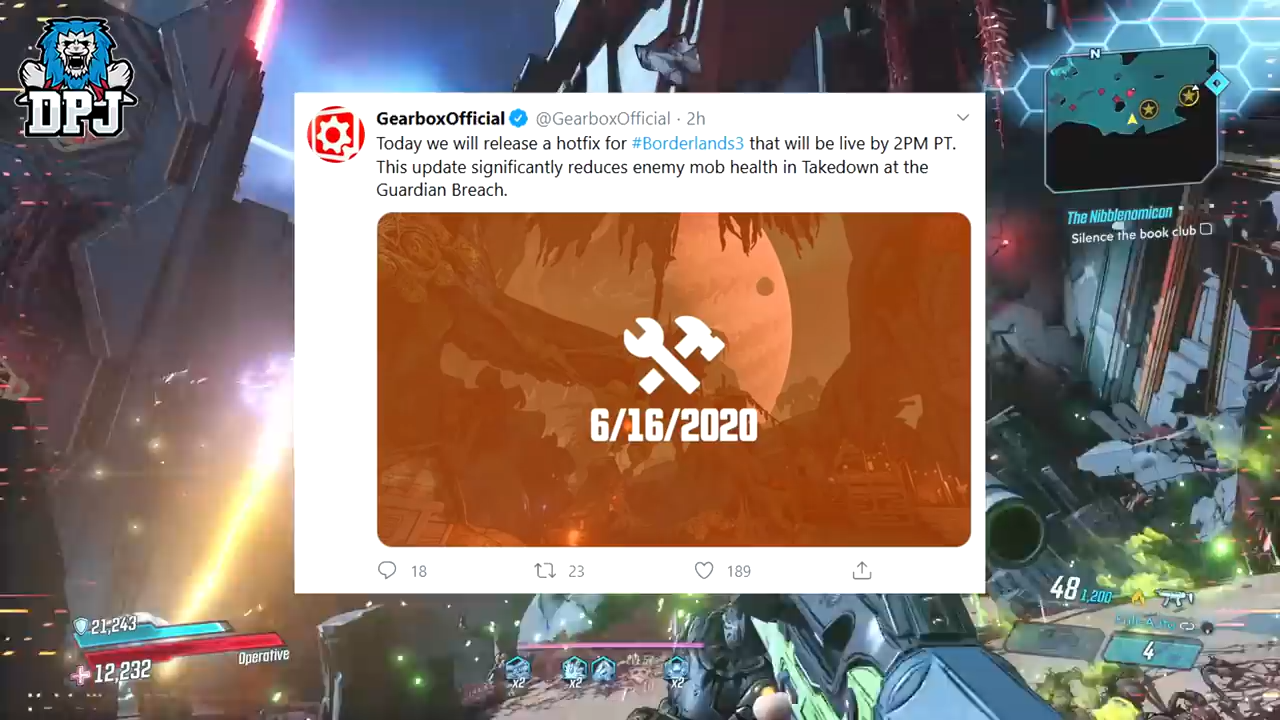 DPJ
GearboxOfficial @GearboxOfficial · 2h
Today we will release a hotfix for #Borderlands3 that will be live by 2PM PT.
This update significantly reduces enemy mob health in Takedown at the
Guardian Breach.
6/16/2020
18 23 189
N
The Nibblenomicon
Silence the book club
48 1,200
Full-Auto
4
21,243
12,232
Operative
x2 x2 x2